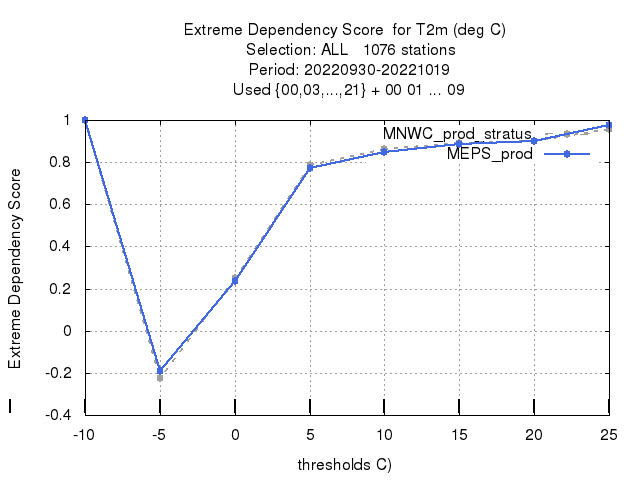 Extreme Dependency Score  for T2m (deg C)
Selection: ALL   1076 stations
Period: 20220930-20221019
Used {00,03,...,21} + 00 01 ... 09
MNWC_prod_stratus
MEPS_prod
Extreme Dependency Score
1
0.8
0.6
0.4
0.2
0
-0.2
-0.4
-10 -5 0 5 10 15 20 25
thresholds C)